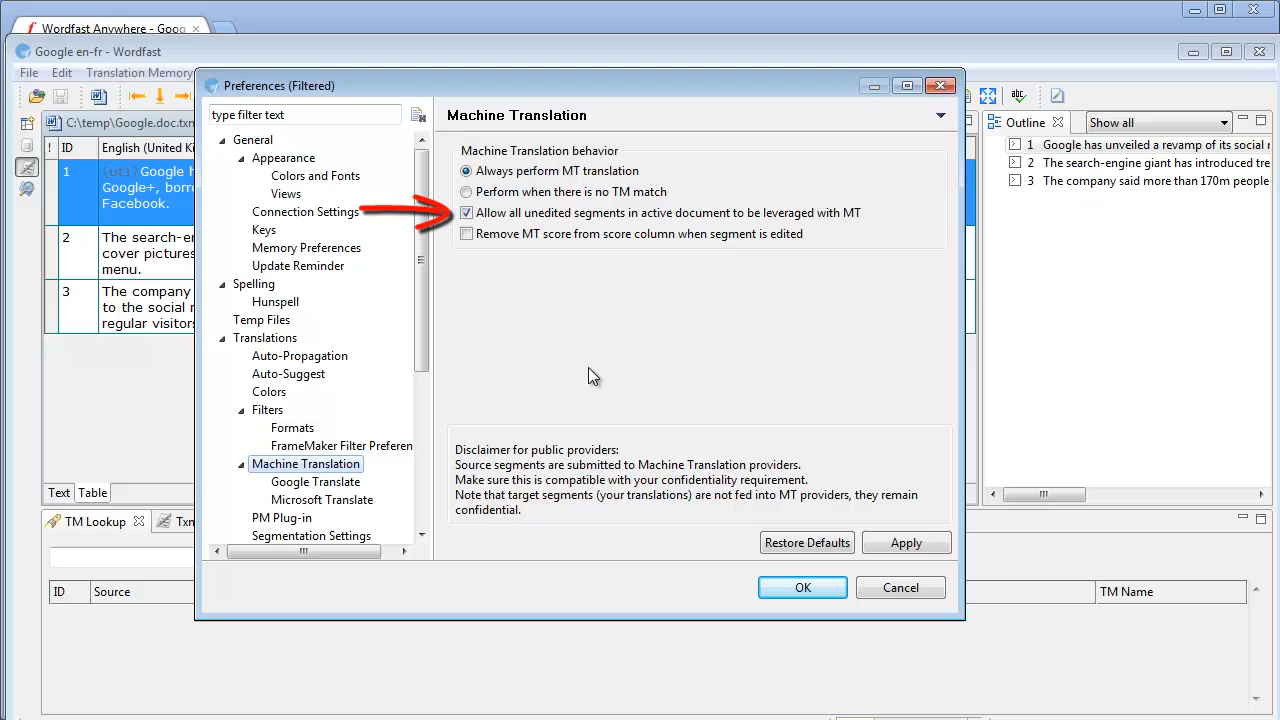 Wordfast Anywhere - Goog
Google en-fr - Wordfast
File Edit Translation Memory
C:\temp\Google.doc.txn
! ID English (United Ki
1 {ut1}Google h
Google+, borr
Facebook.
2 The search-en
cover pictures
menu.
3 The company
to the social n
regular visitors
Text Table
TM Lookup Txn
ID Source TM Name
Preferences (Filtered)
type filter text
General
Appearance
Colors and Fonts
Views
Connection Settings
Keys
Memory Preferences
Update Reminder
Spelling
Hunspell
Temp Files
Translations
Auto-Propagation
Auto-Suggest
Colors
Filters
Formats
FrameMaker Filter Preferen
Machine Translation
Google Translate
Microsoft Translate
PM Plug-in
Segmentation Settings
Machine Translation
Machine Translation behavior
Always perform MT translation
Perform when there is no TM match
Allow all unedited segments in active document to be leveraged with MT
Remove MT score from score column when segment is edited
Disclaimer for public providers:
Source segments are submitted to Machine Translation providers.
Make sure this is compatible with your confidentiality requirement.
Note that target segments (your translations) are not fed into MT providers, they remain
confidential.
Restore Defaults Apply
OK Cancel
abc
Outline Show all
1 Google has unveiled a revamp of its social
2 The search-engine giant has introduced tre
3 The company said more than 170m people